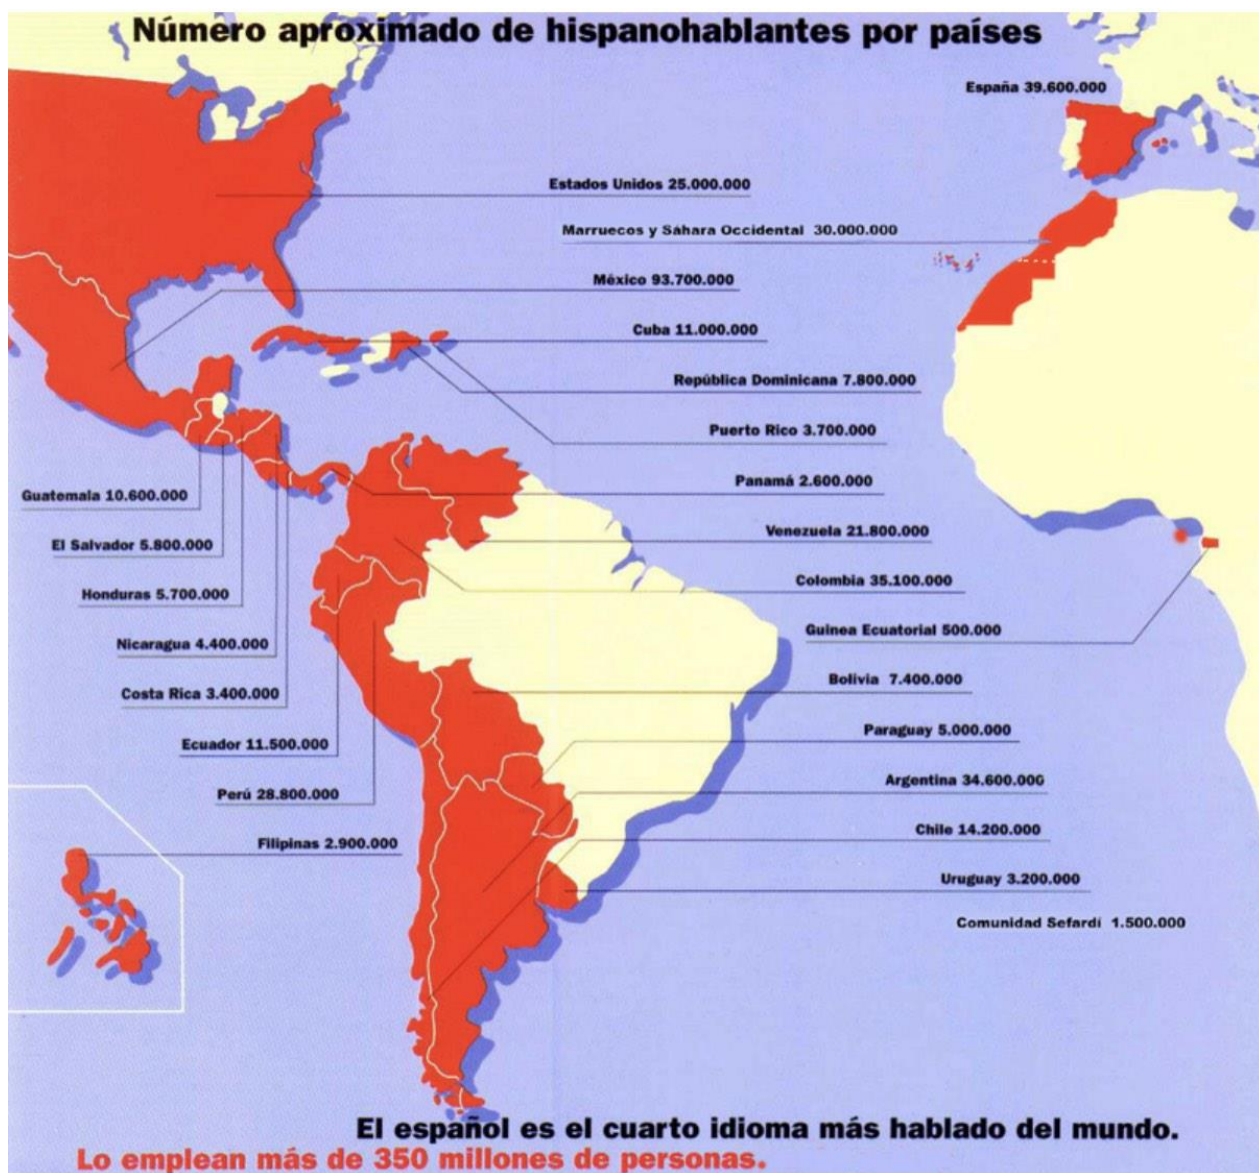 Número aproximado de hispanohablantes por países
España 39.600.000
Estados Unidos 25.000.000
Marruecos y Sáhara Occidental 30.000.000
México 93.700.000
Cuba 11.000.000
República Dominicana 7.800.000
Puerto Rico 3.700.000
Panamá 2.600.000
Guatemala 10.600.000
Venezuela 21.800.000
El Salvador 5.800.000
Colombia 35.100.000
Honduras 5.700.000
Guinea Ecuatorial 500.000
Nicaragua 4.400.000
Bolivia 7.400.000
Costa Rica 3.400.000
Paraguay 5.000.000
Ecuador 11.500.000
Argentina 34.600.000
Perú 28.800.000
Chile 14.200.000
Filipinas 2.900.000
Uruguay 3.200.000
Comunidad Sefardí 1.500.000
El español es el cuarto idioma más hablado del mundo.
Lo emplean más de 350 millones de personas.